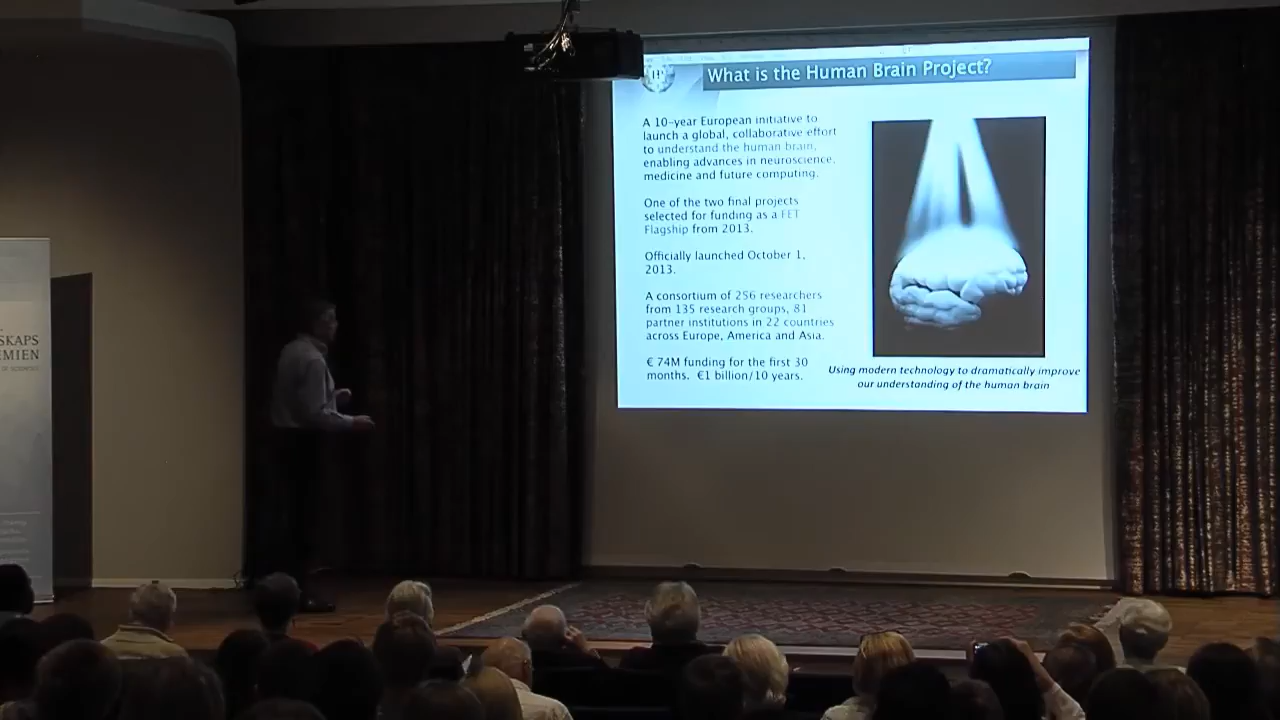 What is the Human Brain Project?
A 10-year European initiative to
launch a global, collaborative effort
to understand the human brain,
enabling advances in neuroscience,
medicine and future computing.
One of the two final projects
selected for funding as a FET
Flagship from 2013.
Officially launched October 1,
2013.
A consortium of 256 researchers
from 135 research groups, 81
partner institutions in 22 countries
across Europe, America and Asia.
€ 74M funding for the first 30
months. €1 billion/10 years.
Using modern technology to dramatically improve
our understanding of the human brain
SKAPS
EMIEN
OF SCIENCES